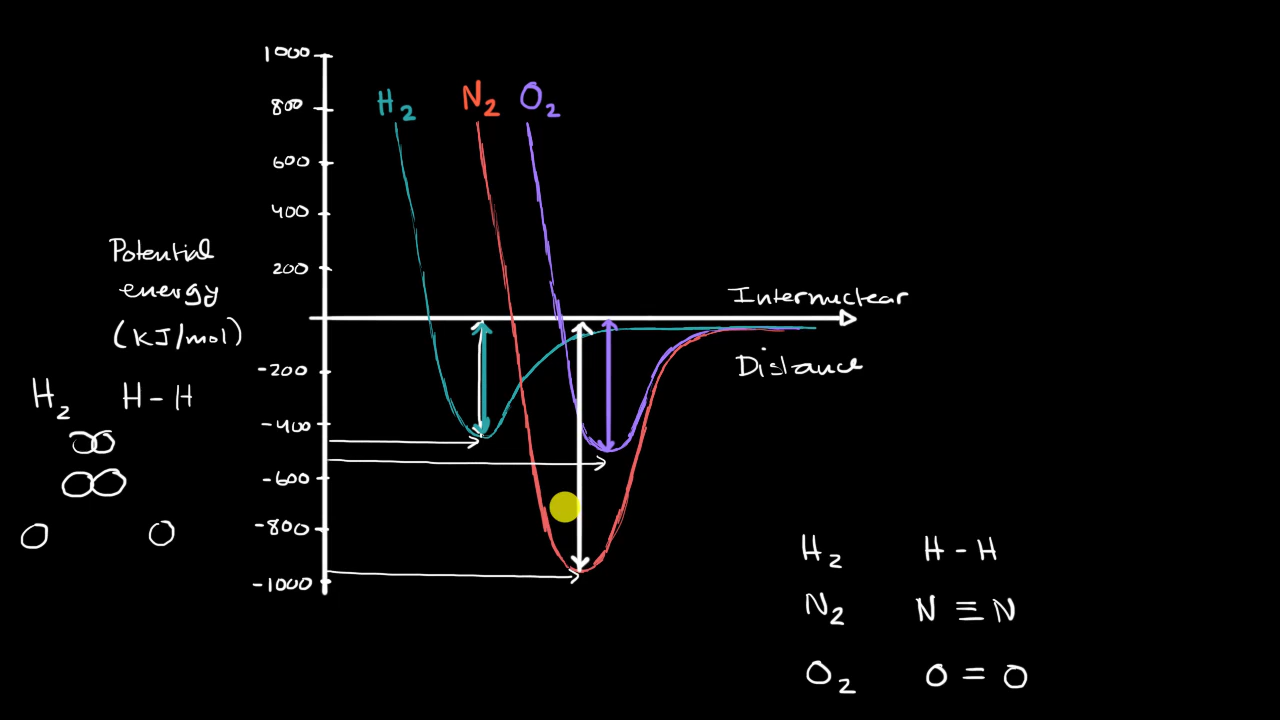 1000
800
600
400
200
-200
-400
-600
-800
-1000
H₂
N₂
O₂
Potential
energy
(KJ/mol)
Internuclear
Distance
H₂ H-H
H₂ H-H
N₂ N≡N
O₂ O=O